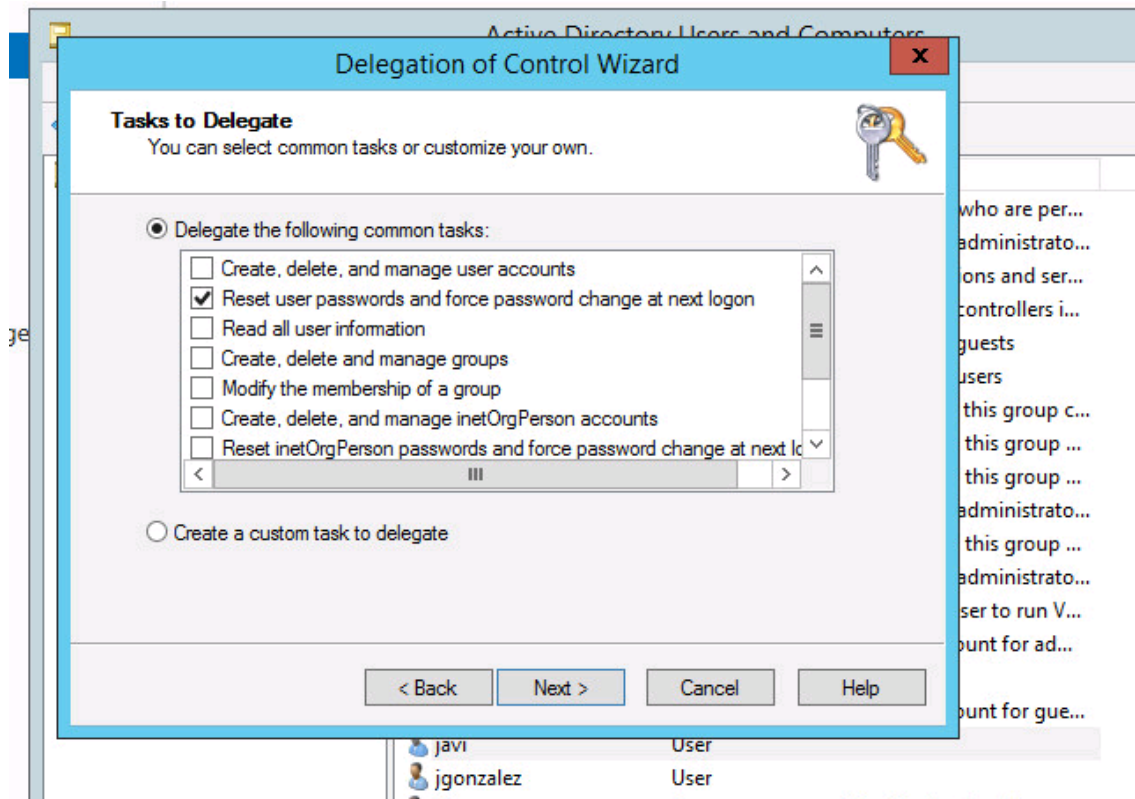 Active Directory Users and Computers
Delegation of Control Wizard
x
Tasks to Delegate
You can select common tasks or customize your own.
Delegate the following common tasks:
Create, delete, and manage user accounts
Reset user passwords and force password change at next logon
Read all user information
Create, delete and manage groups
Modify the membership of a group
Create, delete, and manage inetOrgPerson accounts
Reset inetOrgPerson passwords and force password change at next lo
Create a custom task to delegate
< Back
Next >
Cancel
Help
who are per...
administrato...
ions and ser...
controllers i...
guests
users
this group c...
this group ...
this group ...
administrato...
this group ...
administrato...
ser to run V...
ount for ad...
ount for gue...
ge
javi User
jgonzalez User